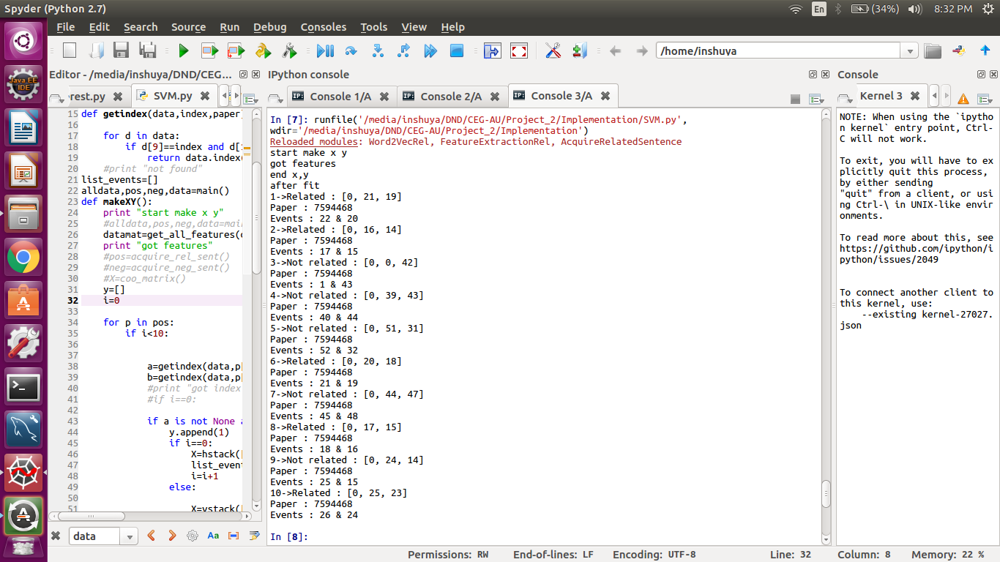 Spyder (Python 2.7)
En
(34%)
8:32 PM
File Edit Search Source Run Debug Consoles Tools View Help
/home/inshuya
Editor - /media/inshuya/DND/CEG...
rest.py
SVM.py
15 def getindex(data,index,paper
16
17 for d in data:
18 if d[9]==index and d[
19 return data.index(
20 #print "not found"
21 list_events=[]
22 alldata,pos,neg,data=main()
23 def makeXY():
24 print "start make x y"
25 #alldata,pos,neg,data=mai
26 datamat=get_all_features(
27 print "got features"
28 #pos=acquire_rel_sent()
29 #neg=acquire_neg_sent()
30 #X=coo_matrix()
31 y=[]
32 i=0
33
34 for p in pos:
35 if i<10:
36
37
38 a=getindex(data,p[
39 b=getindex(data,p[
40 #print "got index
41 #if i==0:
42
43 if a is not None a
44 y.append(1)
45 if i==0:
46 X=hstack([
47 list_event
48 i=i+1
49 else:
50
51 X=vstack([
data
IPython console
Console 1/A
Console 2/A
Console 3/A
In [7]: runfile('/media/inshuya/DND/CEG-AU/Project_2/Implementation/SVM.py',
wdir='/media/inshuya/DND/CEG-AU/Project_2/Implementation')
Reloaded modules: Word2VecRel, FeatureExtractionRel, AcquireRelatedSentence
start make x y
got features
end x,y
after fit
1->Related : [0, 21, 19]
Paper : 7594468
Events : 22 & 20
2->Related : [0, 16, 14]
Paper : 7594468
Events : 17 & 15
3->Not related : [0, 0, 42]
Paper : 7594468
Events : 1 & 43
4->Not related : [0, 39, 43]
Paper : 7594468
Events : 40 & 44
5->Not related : [0, 51, 31]
Paper : 7594468
Events : 52 & 32
6->Related : [0, 20, 18]
Paper : 7594468
Events : 21 & 19
7->Not related : [0, 44, 47]
Paper : 7594468
Events : 45 & 48
8->Related : [0, 17, 15]
Paper : 7594468
Events : 18 & 16
9->Not related : [0, 24, 14]
Paper : 7594468
Events : 25 & 15
10->Related : [0, 25, 23]
Paper : 7594468
Events : 26 & 24
In [8]:
Console
Kernel 3
NOTE: When using the `ipytho
n kernel` entry point, Ctrl-
C will not work.
To exit, you will have to ex
plicitly quit this process,
by either sending
"quit" from a client, or usi
ng Ctrl-\ in UNIX-like envir
onments.
To read more about this, see
https://github.com/ipython/i
python/issues/2049
To connect another client to
this kernel, use:
--existing kernel-27027.
json
Permissions: RW End-of-lines: LF Encoding: UTF-8 Line: 32 Column: 8 Memory: 22 %